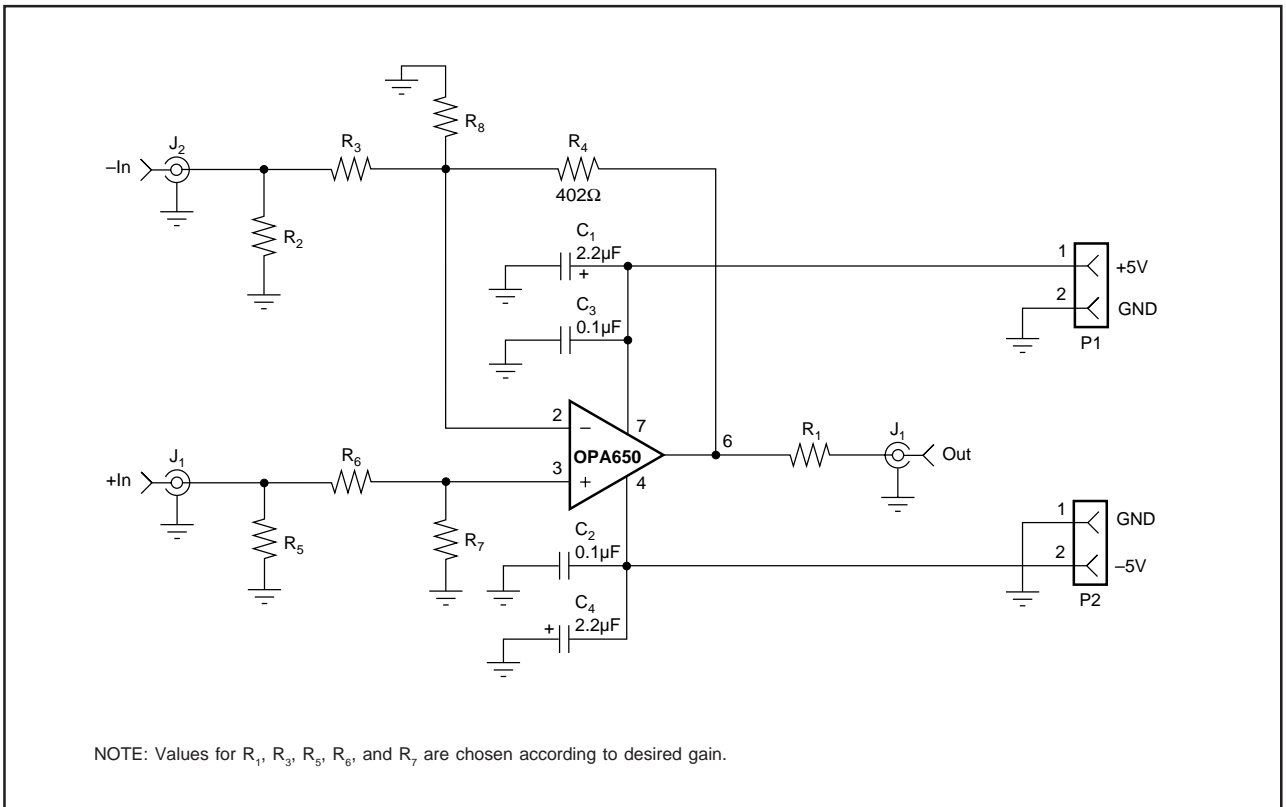 R₈
J₂
R₃
R₄
–In
402Ω
R₂
C₁
2.2µF
+
1
+5V
C₃
0.1µF
2
GND
P1
2
–
7
OPA650
6
R₁
J₁
Out
J₁
R₆
3
+
4
+In
R₅
R₇
C₂
0.1µF
1
GND
2
–5V
P2
C₄
+
2.2µF
NOTE: Values for R₁, R₃, R₅, R₆, and R₇ are chosen according to desired gain.